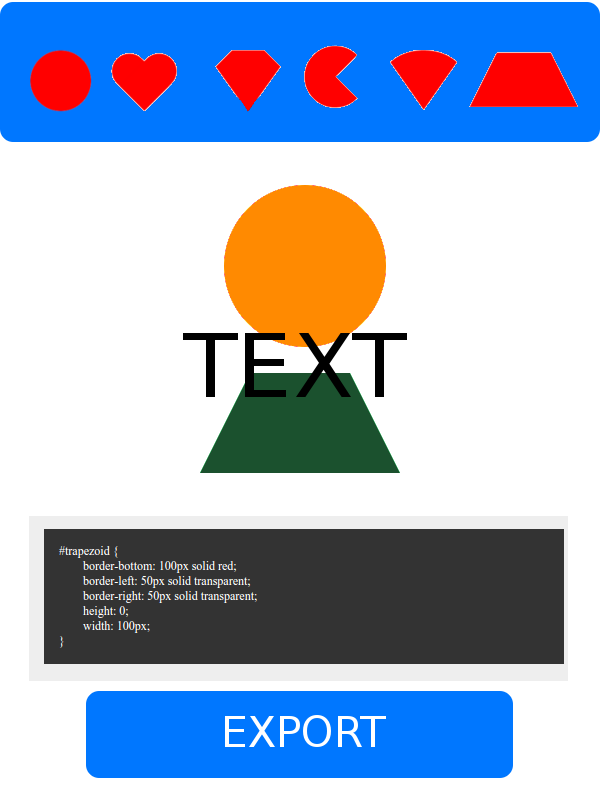 TEXT
#trapezoid {
border-bottom: 100px solid red;
border-left: 50px solid transparent;
border-right: 50px solid transparent;
height: 0;
width: 100px;
}
EXPORT